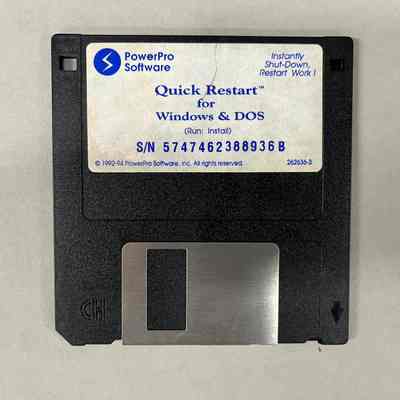 PowerPro
Software
Instantly
Shut-Down,
Restart Work!
Quick Restart™
for
Windows & DOS
(Run: Install)
S/N 5747462388936B
© 1992-94 PowerPro Software, Inc. All rights reserved.
262636-3